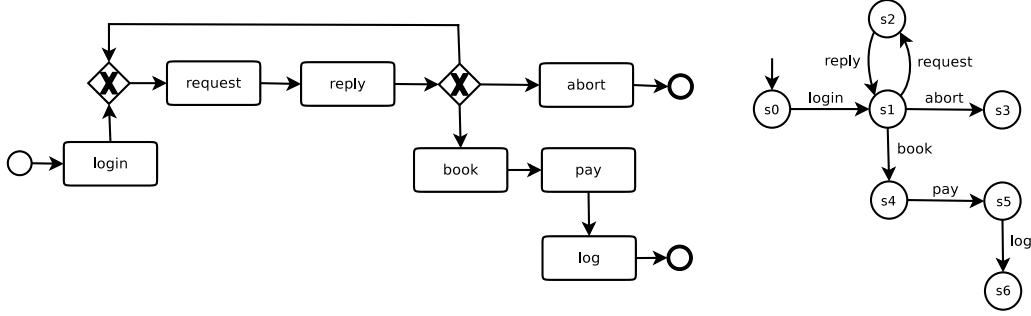 X
request
reply
X
abort
login
book
pay
log
s2
reply
request
s0
login
s1
abort
s3
book
s4
pay
s5
log
s6